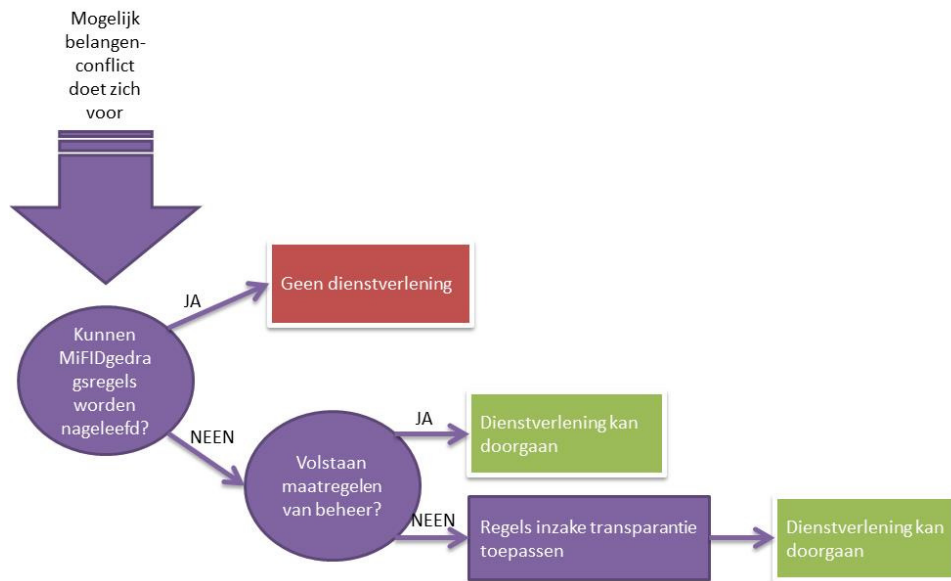 Mogelijk
belangen-
conflict
doet zich
voor
JA
Geen dienstverlening
Kunnen
MiFIDgedra
gsregels
worden
nageleefd?
NEEN
JA
Dienstverlening kan
doorgaan
Volstaan
maatregelen
van beheer?
NEEN
Regels inzake transparantie
toepassen
Dienstverlening kan
doorgaan